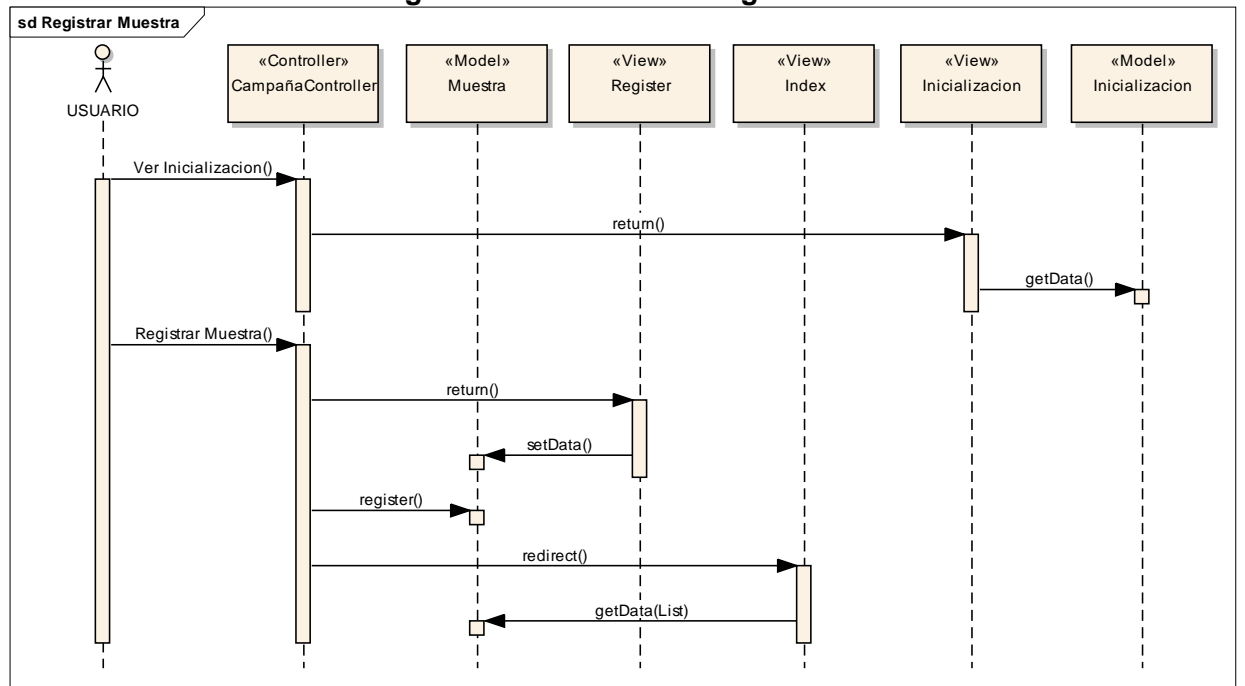 sd Registrar Muestra
USUARIO
«Controller»
CampañaController
«Model»
Muestra
«View»
Register
«View»
Index
«View»
Inicializacion
«Model»
Inicializacion
Ver Inicializacion()
return()
getData()
Registrar Muestra()
return()
setData()
register()
redirect()
getData(List)